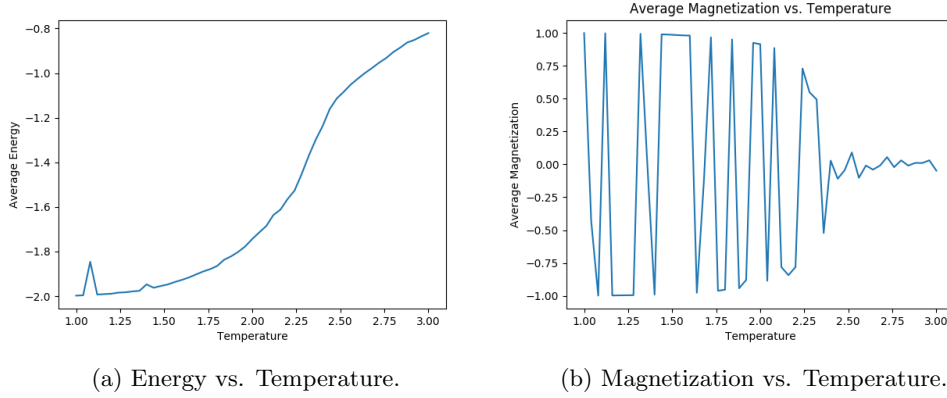 Average Magnetization vs. Temperature
−0.8
−1.0
−1.2
−1.4
−1.6
−1.8
−2.0
Average Energy
1.00 1.25 1.50 1.75 2.00 2.25 2.50 2.75 3.00
Temperature
1.00
0.75
0.50
0.25
0.00
−0.25
−0.50
−0.75
−1.00
Average Magnetization
1.00 1.25 1.50 1.75 2.00 2.25 2.50 2.75 3.00
Temperature
(a) Energy vs. Temperature.
(b) Magnetization vs. Temperature.